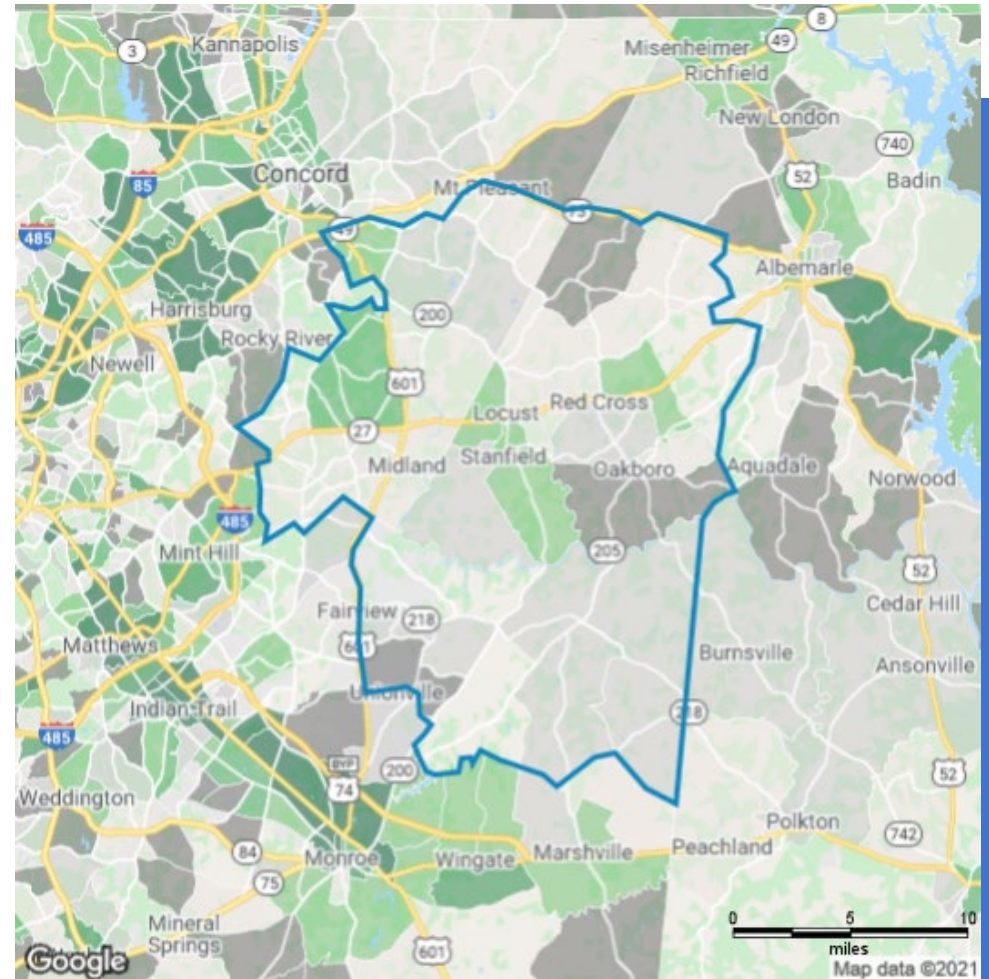 8
3
Kannapolis
Misenheimer
49
Richfield
New London
740
Concord
85
52
Badin
Mt Pleasant
485
49
73
Albemarle
Harrisburg
200
Rocky River
Newell
601
Locust
Red Cross
27
Midland
Stanfield
Oakboro
Aquadale
Norwood
485
Mint Hill
205
52
Fairview
218
Cedar Hill
Matthews
601
Burnsville
Ansonville
Unionville
Indian Trail
218
485
BYP
74
200
52
Weddington
Polkton
742
84
Monroe
Wingate
Marshville
Peachland
75
Mineral
Springs
601
0 5 10
miles
Google
Map data ©2021